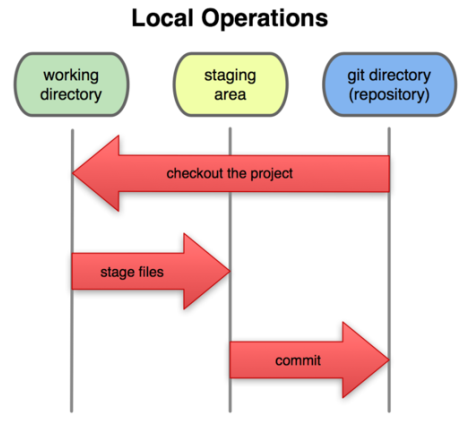 Local Operations
working
directory
staging
area
git directory
(repository)
checkout the project
stage files
commit